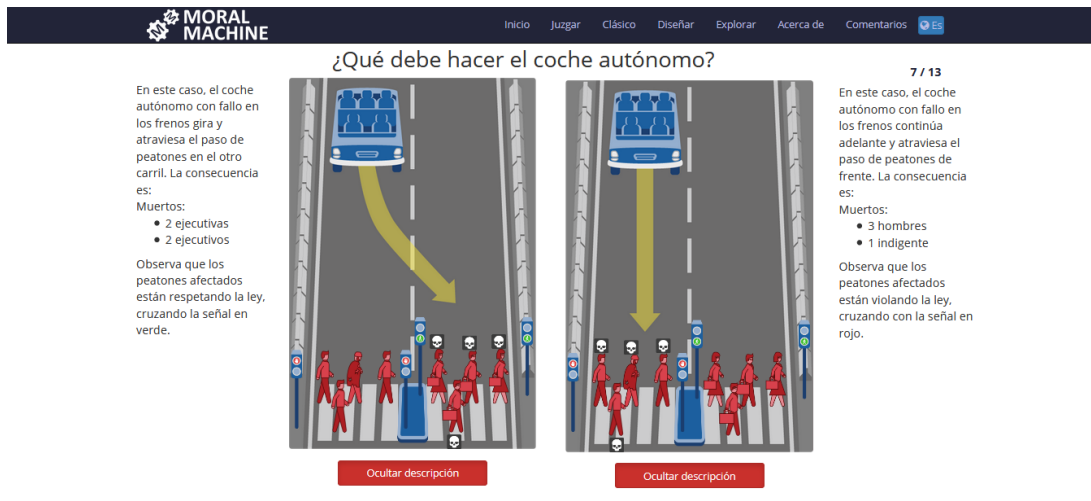 MORAL
MACHINE
Inicio
Juzgar
Clásico
Diseñar
Explorar
Acerca de
Comentarios
Es
¿Qué debe hacer el coche autónomo?
7 / 13
En este caso, el coche
autónomo con fallo en
los frenos gira y
atraviesa el paso de
peatones en el otro
carril. La consecuencia
es:
Muertos:
2 ejecutivas
2 ejecutivos
Observa que los
peatones afectados
están respetando la ley,
cruzando la señal en
verde.
Ocultar descripción
Ocultar descripción
En este caso, el coche
autónomo con fallo en
los frenos continúa
adelante y atraviesa el
paso de peatones de
frente. La consecuencia
es:
Muertos:
3 hombres
1 indigente
Observa que los
peatones afectados
están violando la ley,
cruzando con la señal en
rojo.